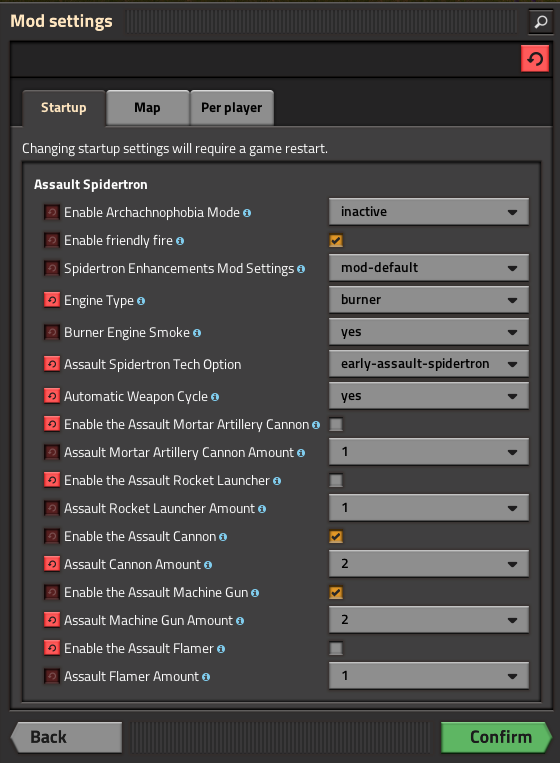 Mod settings
Startup Map Per player
Changing startup settings will require a game restart.
Assault Spidertron
Enable Archachnophobia Mode inactive
Enable friendly fire
Spidertron Enhancements Mod Settings mod-default
Engine Type burner
Burner Engine Smoke yes
Assault Spidertron Tech Option early-assault-spidertron
Automatic Weapon Cycle yes
Enable the Assault Mortar Artillery Cannon
Assault Mortar Artillery Cannon Amount 1
Enable the Assault Rocket Launcher
Assault Rocket Launcher Amount 1
Enable the Assault Cannon
Assault Cannon Amount 2
Enable the Assault Machine Gun
Assault Machine Gun Amount 2
Enable the Assault Flamer
Assault Flamer Amount 1
Back Confirm